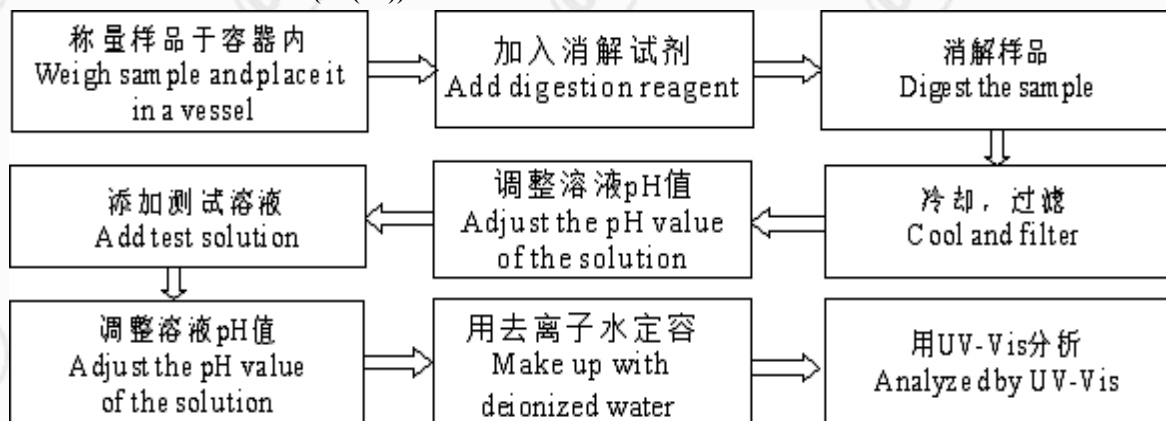 称量样品于容器内
Weigh sample and place it
in a vessel
加入消解试剂
Add digestion reagent
消解样品
Digest the sample
冷却，过滤
Cool and filter
调整溶液pH值
Adjust the pH value
of the solution
添加测试溶液
Add test solution
调整溶液pH值
Adjust the pH value
of the solution
用去离子水定容
Make up with
deionized water
用UV-Vis分析
Analyzed by UV-Vis